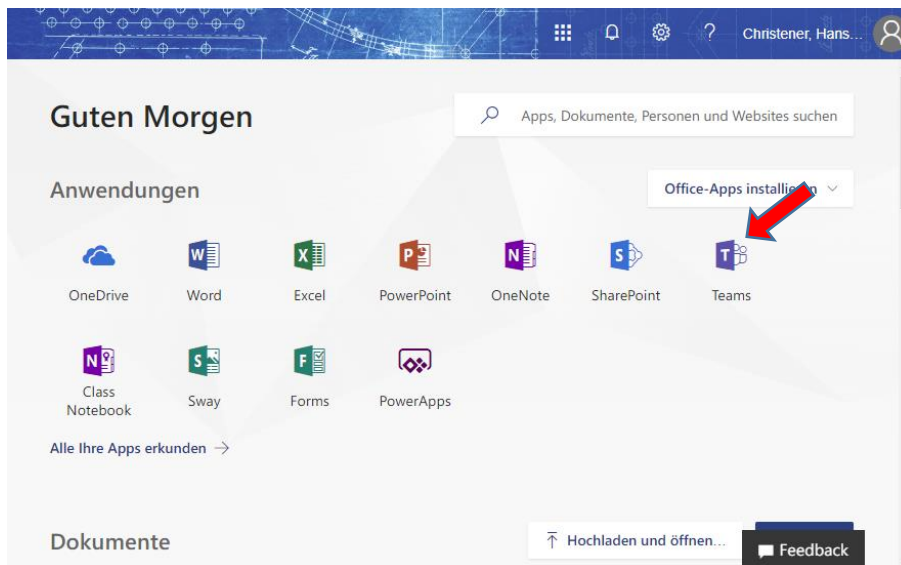 Christener, Hans...
Guten Morgen
Apps, Dokumente, Personen und Websites suchen
Anwendungen
Office-Apps installieren
OneDrive
Word
Excel
PowerPoint
OneNote
SharePoint
Teams
Class
Notebook
Sway
Forms
PowerApps
Alle Ihre Apps erkunden →
Dokumente
Hochladen und öffnen...
Feedback